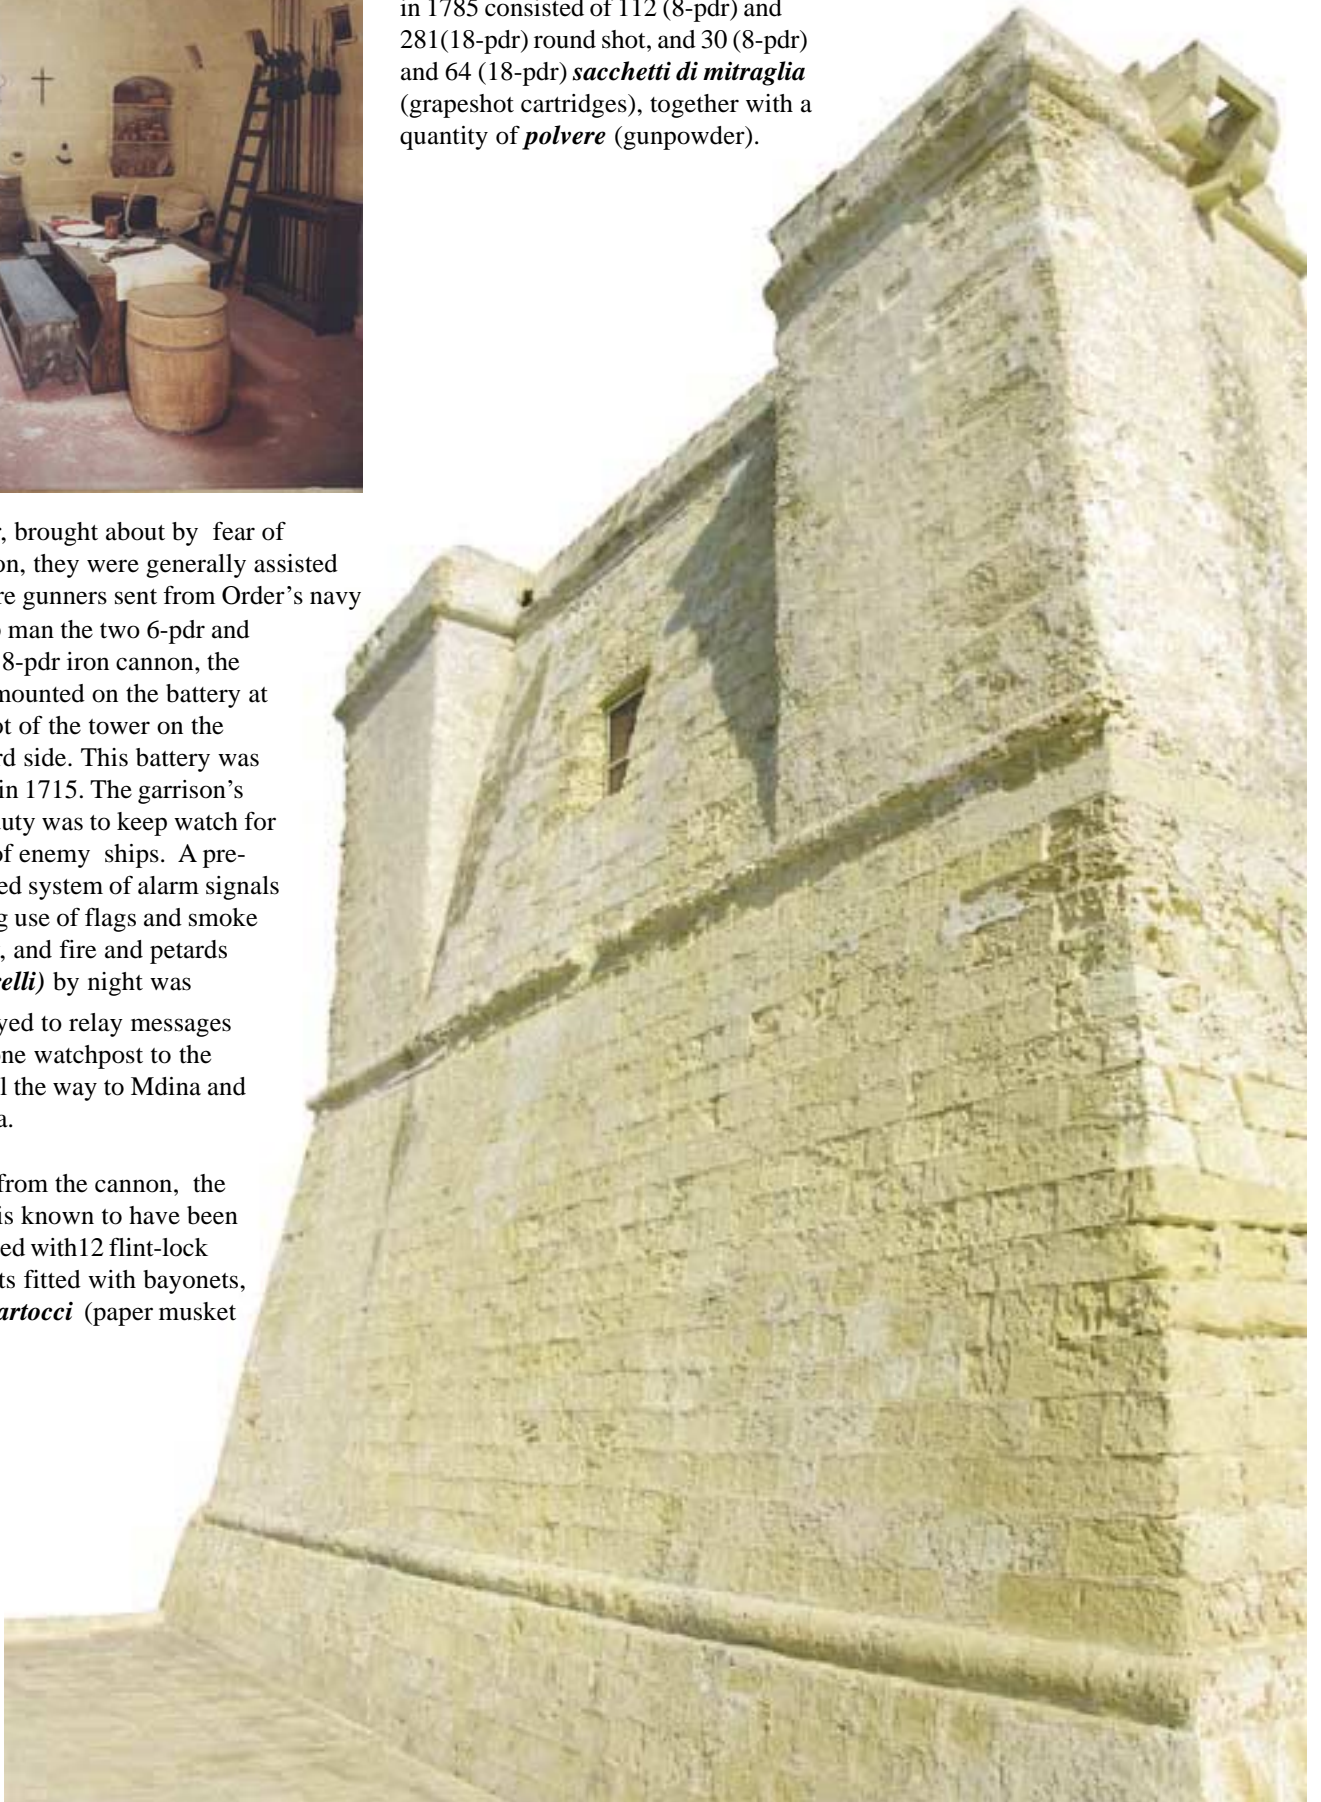 , brought about by fear of
on, they were generally assisted
re gunners sent from Order's navy
man the two 6-pdr and
8-pdr iron cannon, the
mounted on the battery at
ot of the tower on the
rd side. This battery was
in 1715. The garrison's
uty was to keep watch for
of enemy ships. A pre-
ed system of alarm signals
g use of flags and smoke
, and fire and petards
elli) by night was
yed to relay messages
ne watchpost to the
l the way to Mdina and
a.
from the cannon, the
is known to have been
ed with12 flint-lock
ts fitted with bayonets,
artocci (paper musket
in 1785 consisted of 112 (8-pdr) and
281(18-pdr) round shot, and 30 (8-pdr)
and 64 (18-pdr) sacchetti di mitraglia
(grapeshot cartridges), together with a
quantity of polvere (gunpowder).